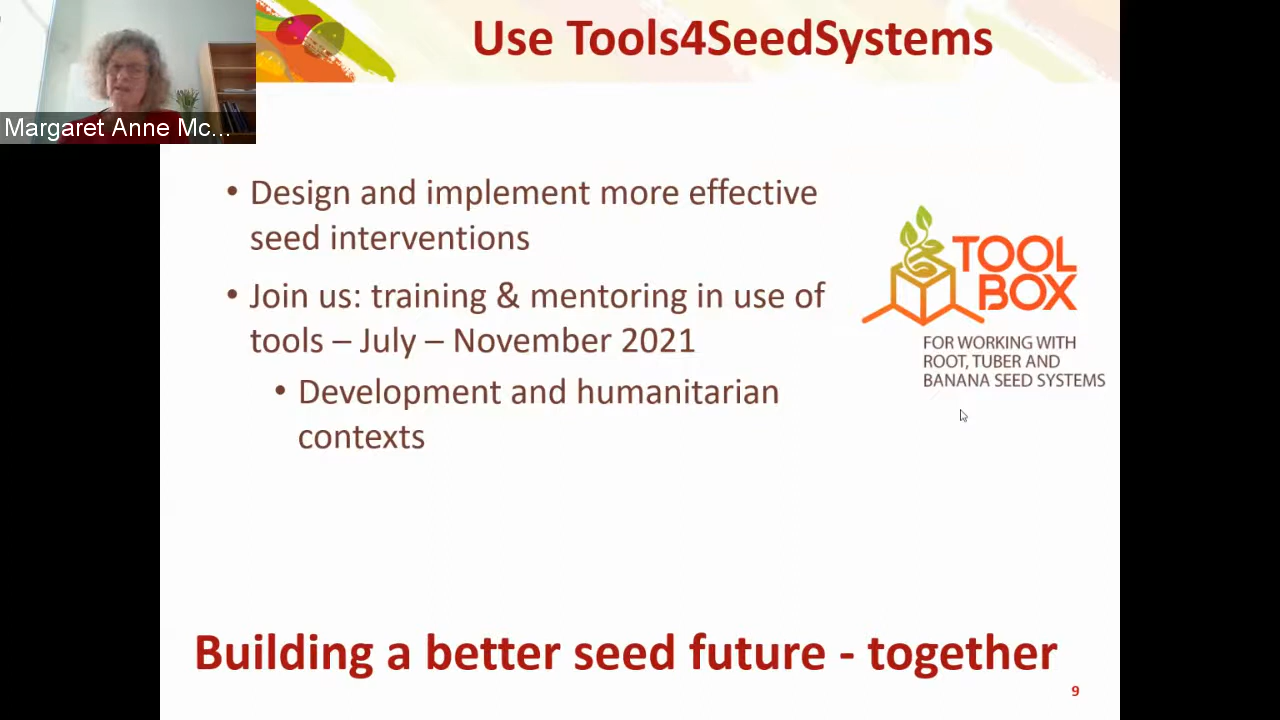 Use Tools4SeedSystems
Margaret Anne Mc...
• Design and implement more effective
seed interventions
• Join us: training & mentoring in use of
tools – July – November 2021
• Development and humanitarian
contexts
TOOL
BOX
FOR WORKING WITH
ROOT, TUBER AND
BANANA SEED SYSTEMS
Building a better seed future - together
9